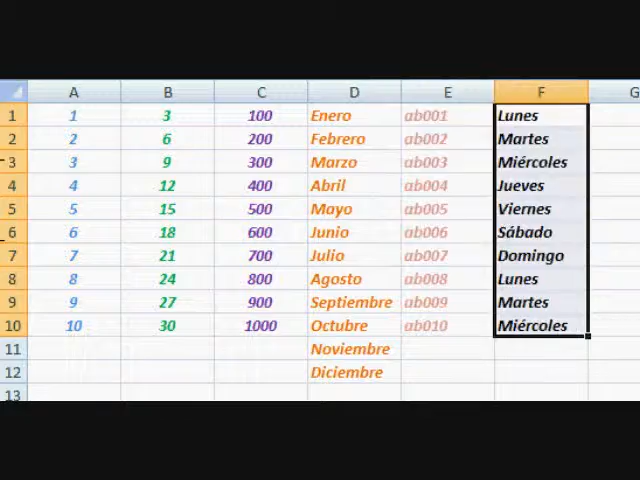 A B C D E F G
1 1 3 100 Enero ab001 Lunes
2 2 6 200 Febrero ab002 Martes
3 3 9 300 Marzo ab003 Miércoles
4 4 12 400 Abril ab004 Jueves
5 5 15 500 Mayo ab005 Viernes
6 6 18 600 Junio ab006 Sábado
7 7 21 700 Julio ab007 Domingo
8 8 24 800 Agosto ab008 Lunes
9 9 27 900 Septiembre ab009 Martes
10 10 30 1000 Octubre ab010 Miércoles
11 Noviembre
12 Diciembre
13